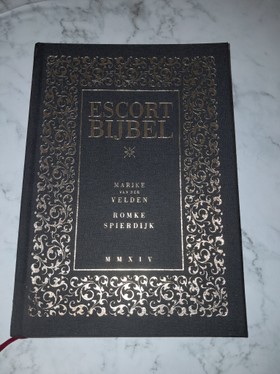 ESCORT
BIJBEL
MARIKE
VAN DER
VELDEN
ROMKE
SPIERDIJK
MMXIV